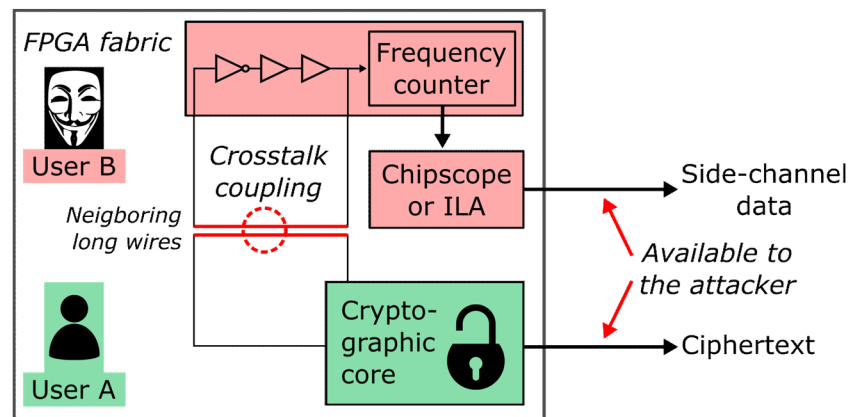 FPGA fabric
User B
Frequency
counter
Crosstalk
coupling
Chipscope
or ILA
Side-channel
data
Neighboring
long wires
Available to
the attacker
Crypto-
graphic
core
Ciphertext
User A